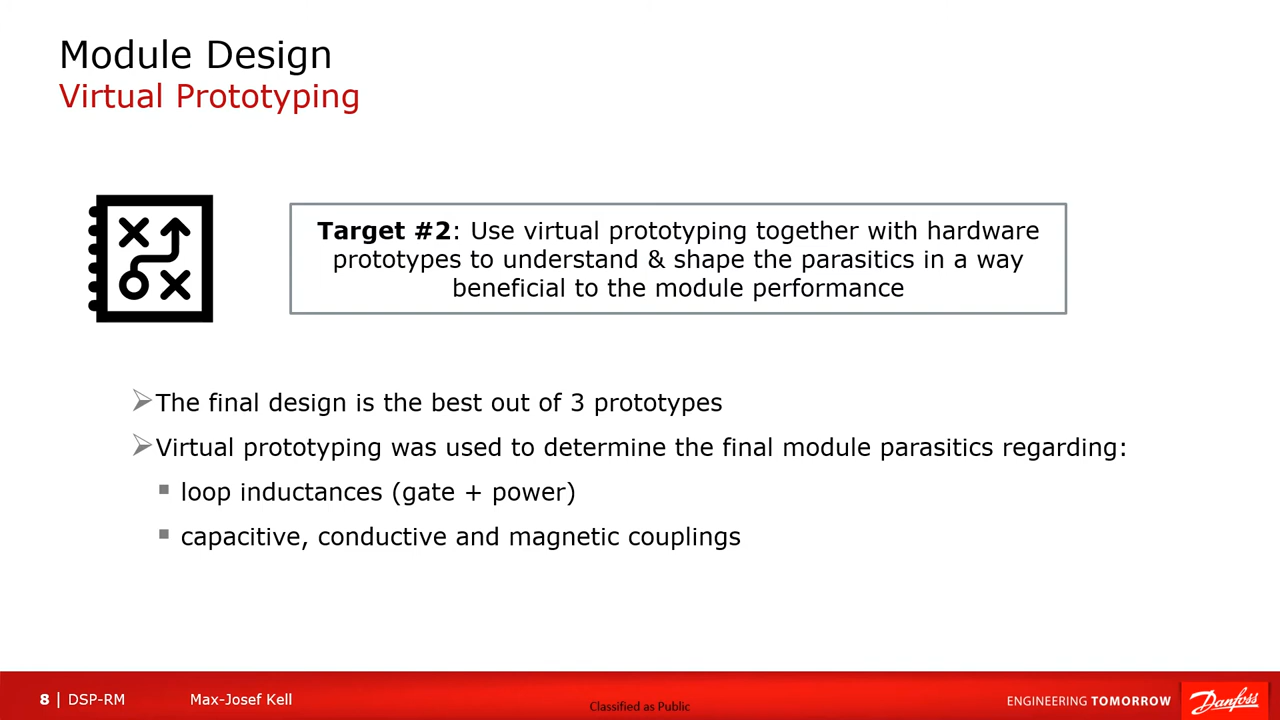 Module Design
Virtual Prototyping
Target #2: Use virtual prototyping together with hardware
prototypes to understand & shape the parasitics in a way
beneficial to the module performance
The final design is the best out of 3 prototypes
Virtual prototyping was used to determine the final module parasitics regarding:
loop inductances (gate + power)
capacitive, conductive and magnetic couplings
8 | DSP-RM Max-Josef Kell
Classified as Public
ENGINEERING TOMORROW
Danfoss